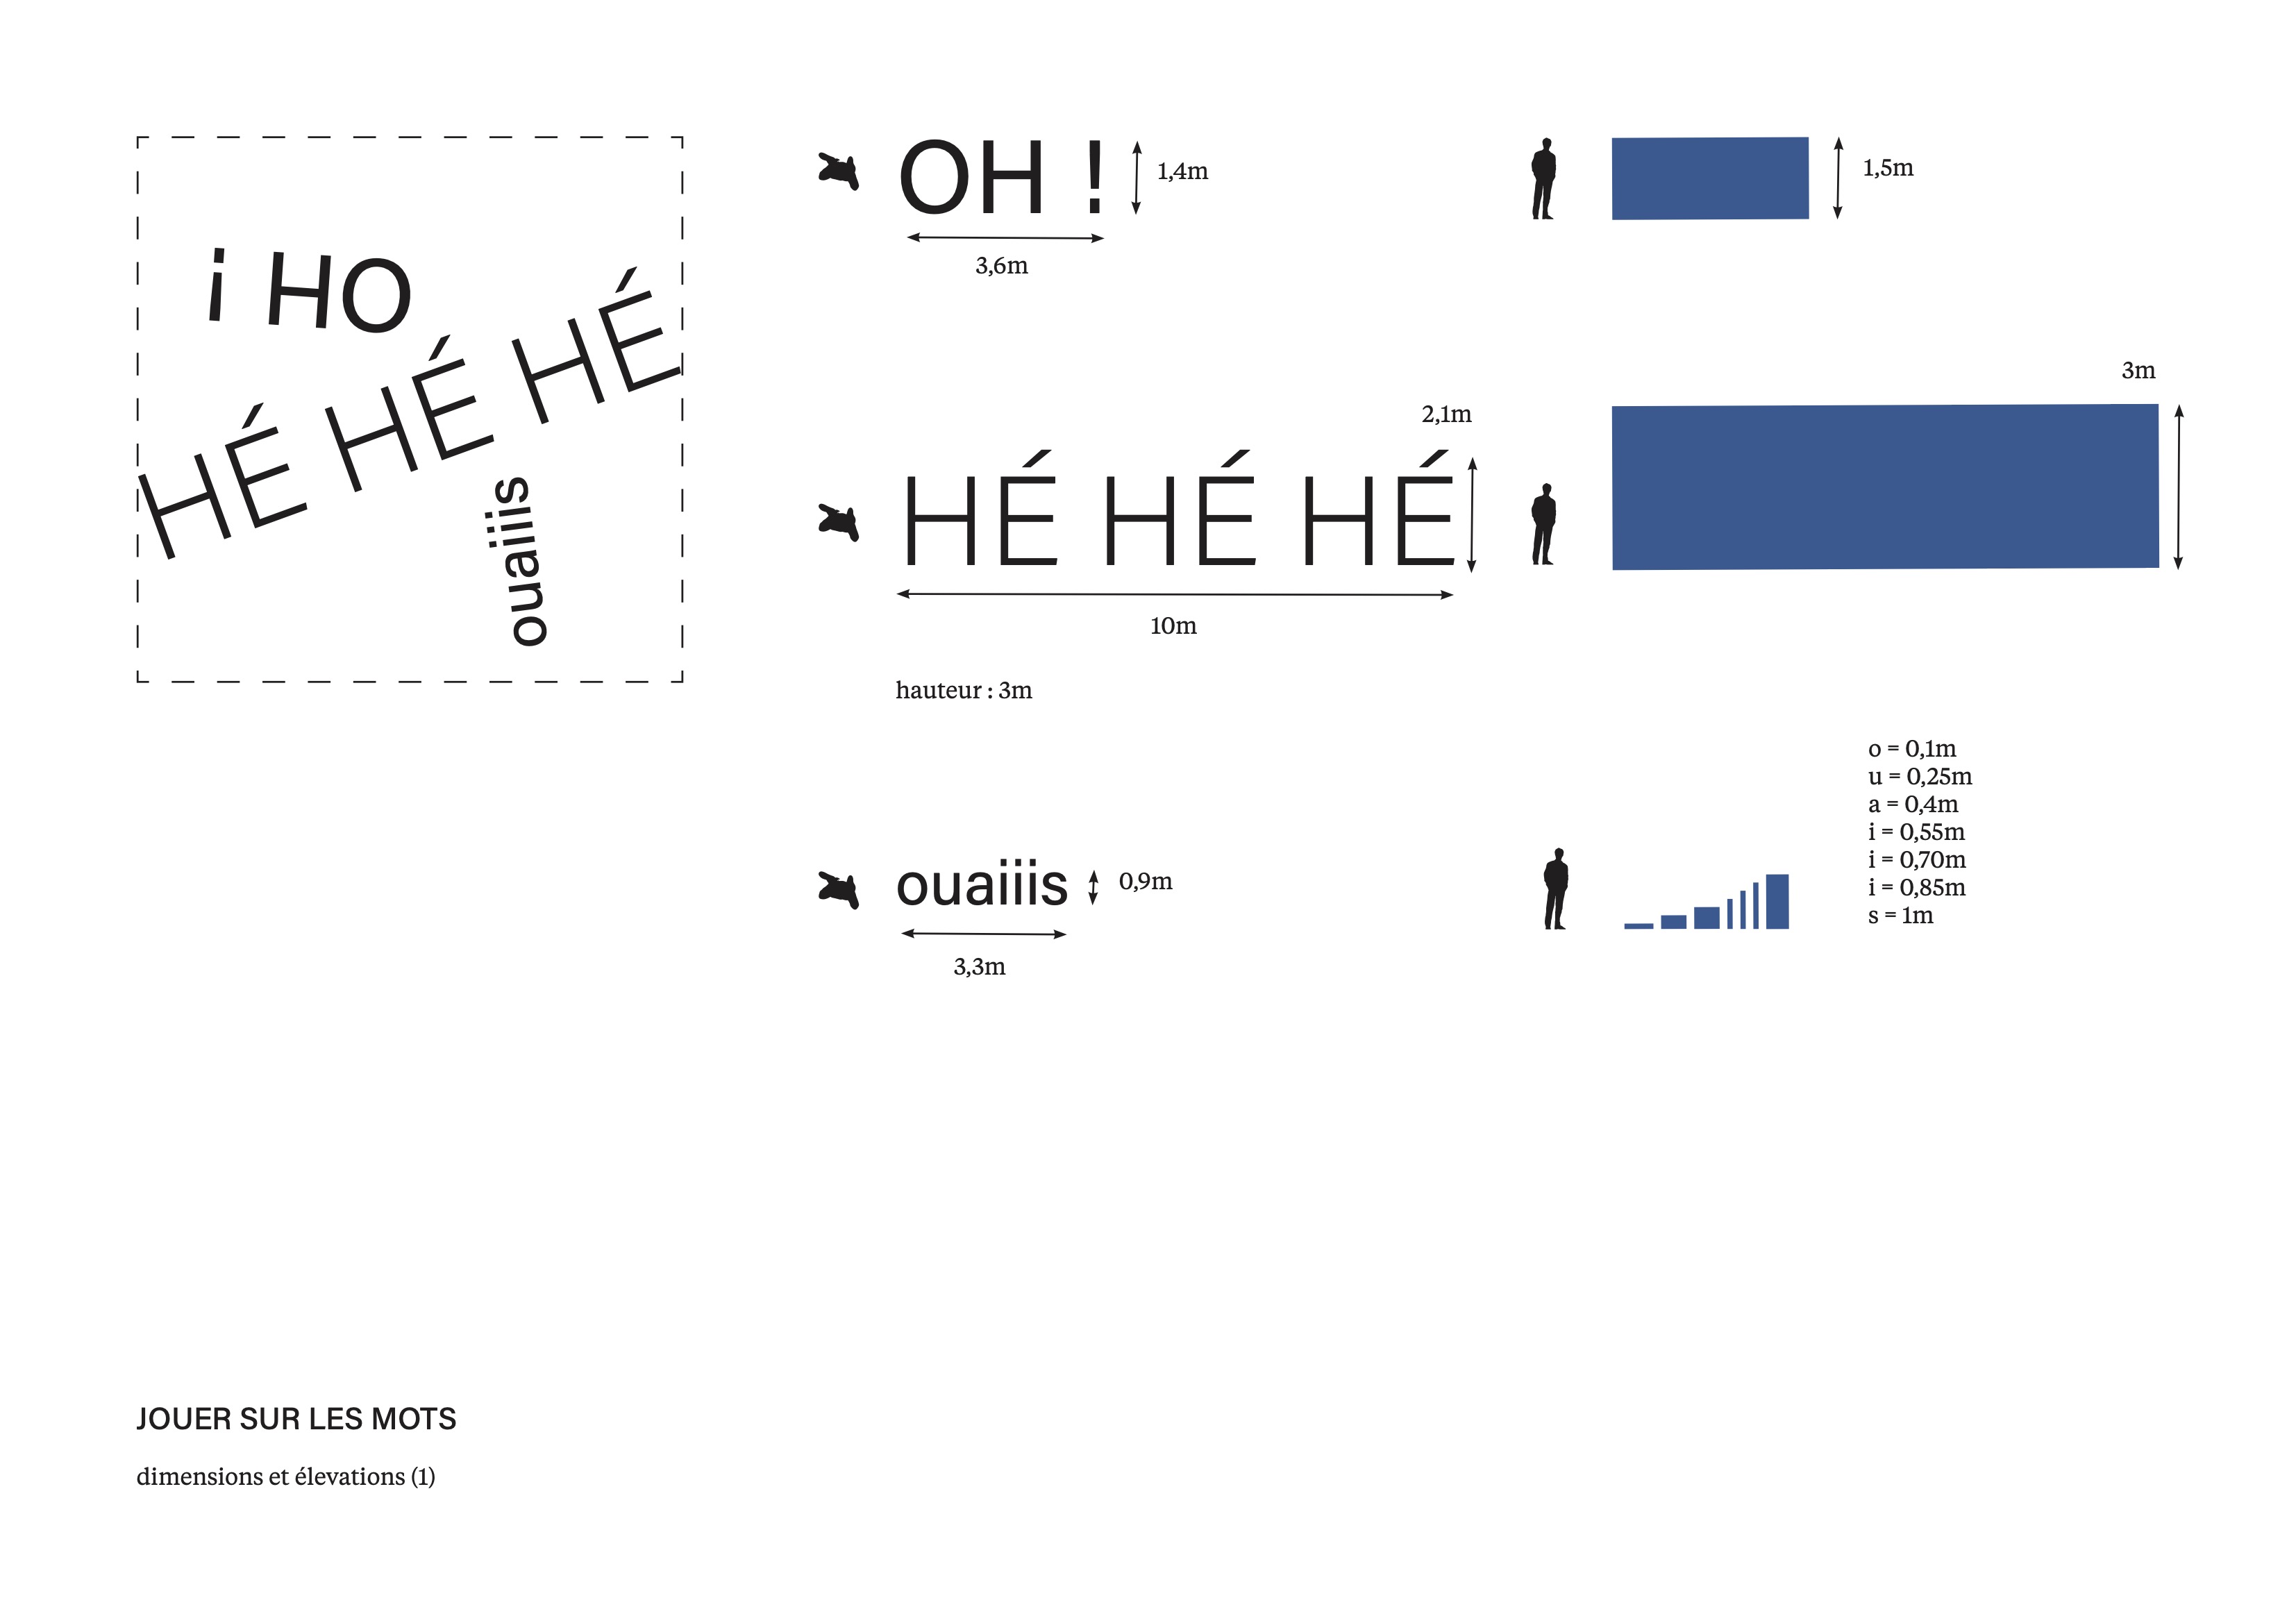 ¡ HO
HÉ HÉ HÉ
ouaiiis
OH !
1,4m
3,6m
1,5m
HÉ HÉ HÉ
2,1m
10m
hauteur : 3m
3m
ouaiiis
0,9m
3,3m
o = 0,1m
u = 0,25m
a = 0,4m
i = 0,55m
i = 0,70m
i = 0,85m
s = 1m
JOUER SUR LES MOTS
dimensions et élevations (1)